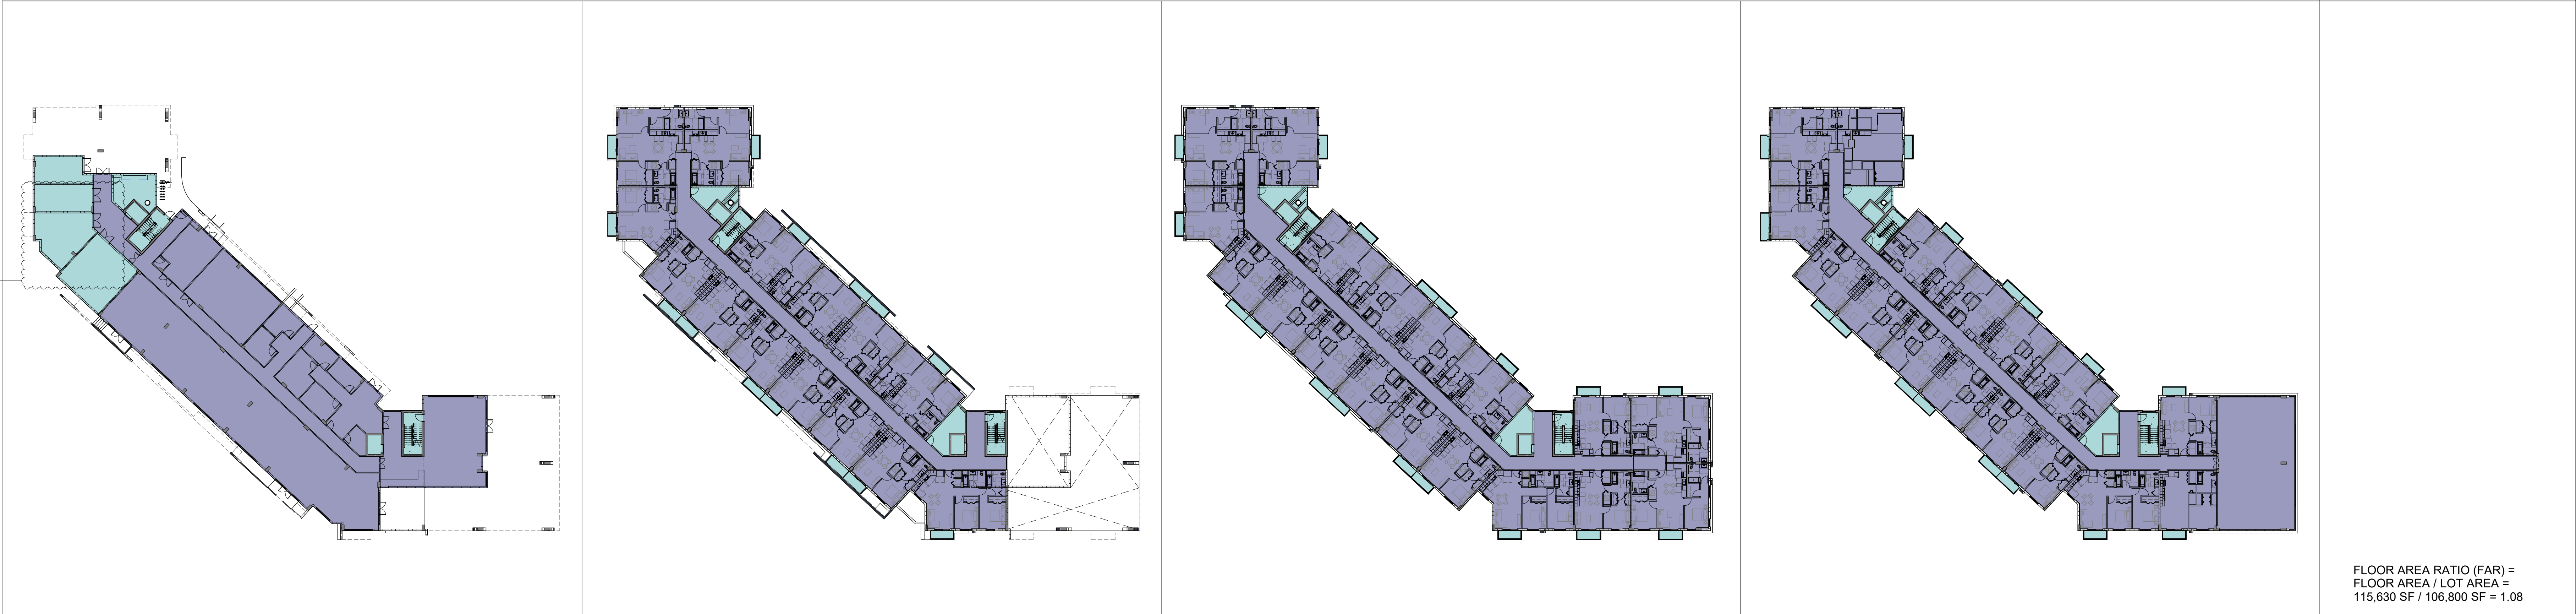 FLOOR AREA RATIO (FAR) =
FLOOR AREA / LOT AREA =
115,630 SF / 106,800 SF = 1.08